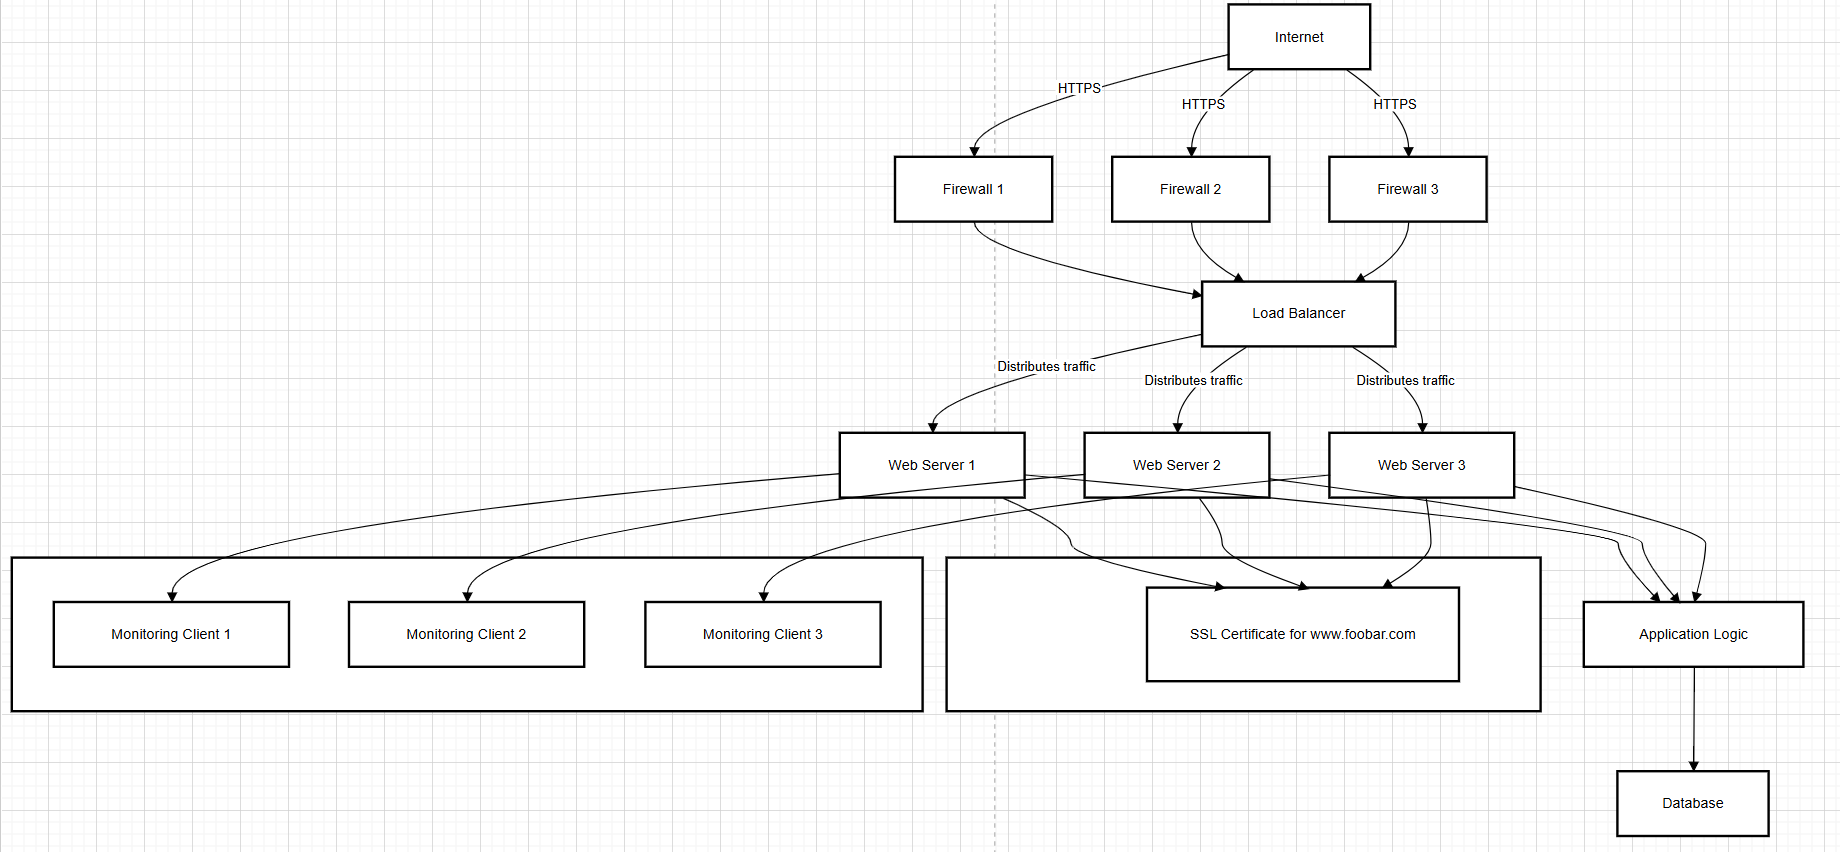 Internet
HTTPS
HTTPS
HTTPS
Firewall 1
Firewall 2
Firewall 3
Load Balancer
Distributes traffic
Distributes traffic
Distributes traffic
Web Server 1
Web Server 2
Web Server 3
Monitoring Client 1
Monitoring Client 2
Monitoring Client 3
SSL Certificate for www.foobar.com
Application Logic
Database